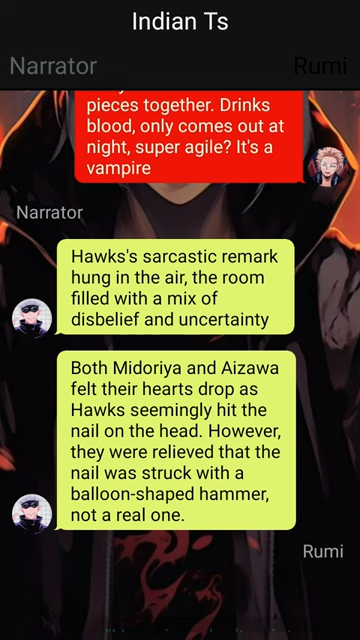 Indian Ts
Narrator
Rumi
pieces together. Drinks
blood, only comes out at
night, super agile? It's a
vampire
Narrator
Hawks's sarcastic remark
hung in the air, the room
filled with a mix of
disbelief and uncertainty
Both Midoriya and Aizawa
felt their hearts drop as
Hawks seemingly hit the
nail on the head. However,
they were relieved that the
nail was struck with a
balloon-shaped hammer,
not a real one.
Rumi